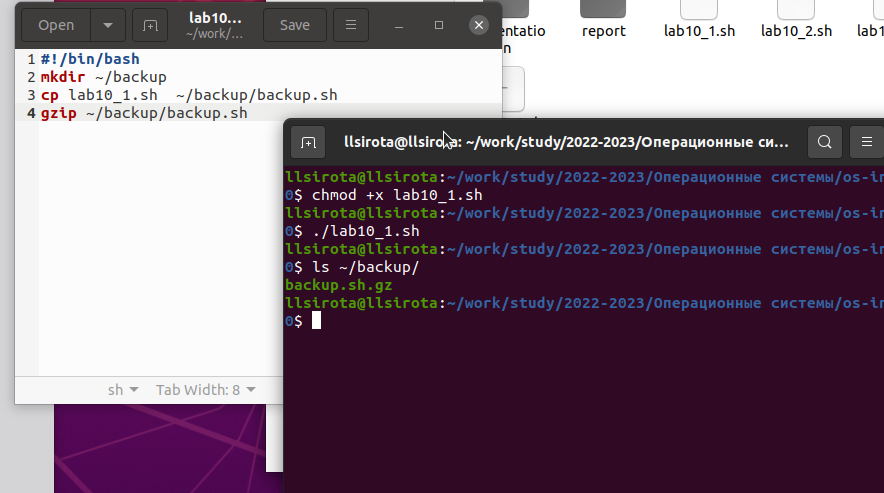 Open
lab10...
~/work/...
Save
entatio
n
report
lab10_1.sh
lab10_2.sh
lab1
1 #!/bin/bash
2 mkdir ~/backup
3 cp lab10_1.sh  ~/backup/backup.sh
4 gzip ~/backup/backup.sh
sh
Tab Width: 8
llsirota@llsirota: ~/work/study/2022-2023/Операционные си...
llsirota@llsirota:~/work/study/2022-2023/Операционные системы/os-in
0$ chmod +x lab10_1.sh
llsirota@llsirota:~/work/study/2022-2023/Операционные системы/os-in
0$ ./lab10_1.sh
llsirota@llsirota:~/work/study/2022-2023/Операционные системы/os-in
0$ ls ~/backup/
backup.sh.gz
llsirota@llsirota:~/work/study/2022-2023/Операционные системы/os-in
0$